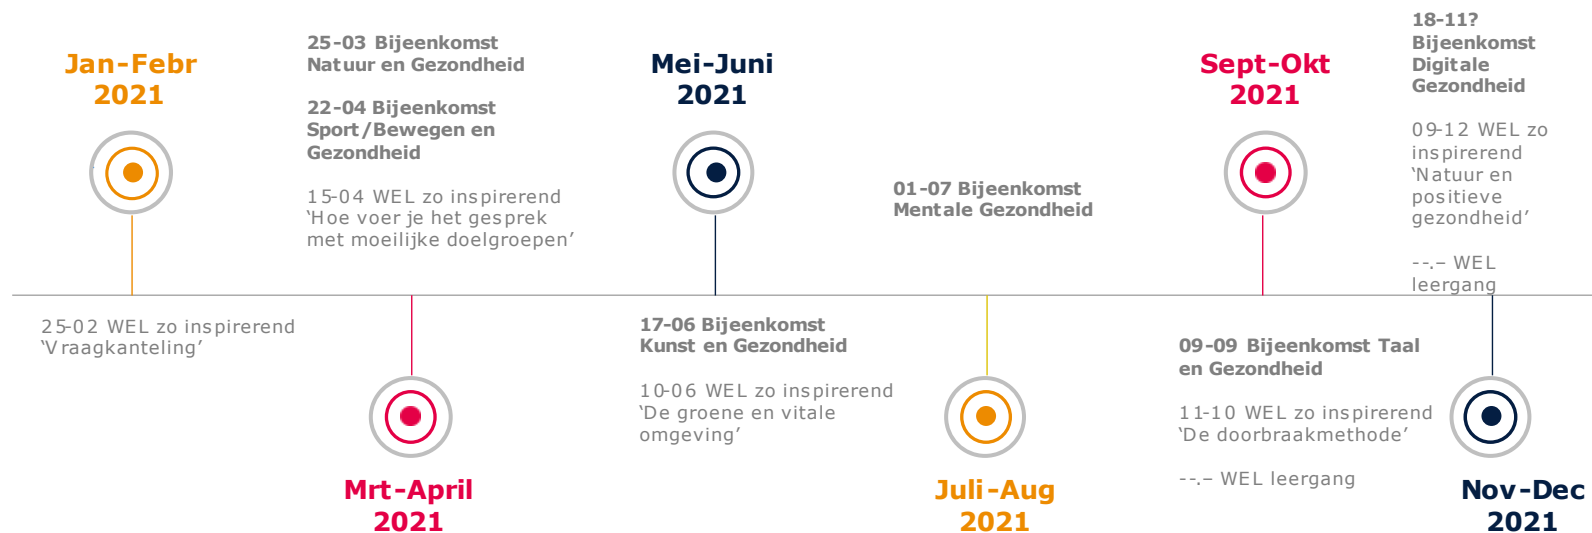 Jan-Febr
2021
25-02 WEL zo inspirerend
‘Vraagkanteling’
25-03 Bijeenkomst
Natuur en Gezondheid
22-04 Bijeenkomst
Sport/Bewegen en
Gezondheid
15-04 WEL zo inspirerend
‘Hoe voer je het gesprek
met moeilijke doelgroepen’
Mrt-April
2021
Mei-Juni
2021
17-06 Bijeenkomst
Kunst en Gezondheid
10-06 WEL zo inspirerend
‘De groene en vitale
omgeving’
01-07 Bijeenkomst
Mentale Gezondheid
Juli-Aug
2021
Sept-Okt
2021
09-09 Bijeenkomst Taal
en Gezondheid
11-10 WEL zo inspirerend
‘De doorbraakmethode’
--.– WEL leergang
18-11?
Bijeenkomst
Digitale
Gezondheid
09-12 WEL zo
inspirerend
‘Natuur en
positieve
gezondheid’
--.– WEL
leergang
Nov-Dec
2021